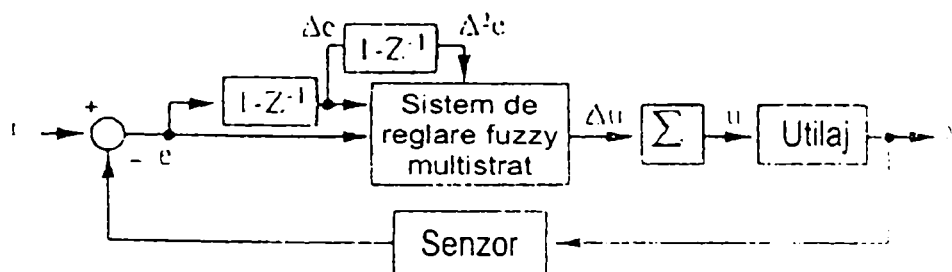 Δe
Δ²e
1-Z⁻¹
1-Z⁻¹
+
r
- e
Sistem de
reglare fuzzy
multistrat
Δu
Σ
u
Utilaj
y
Senzor